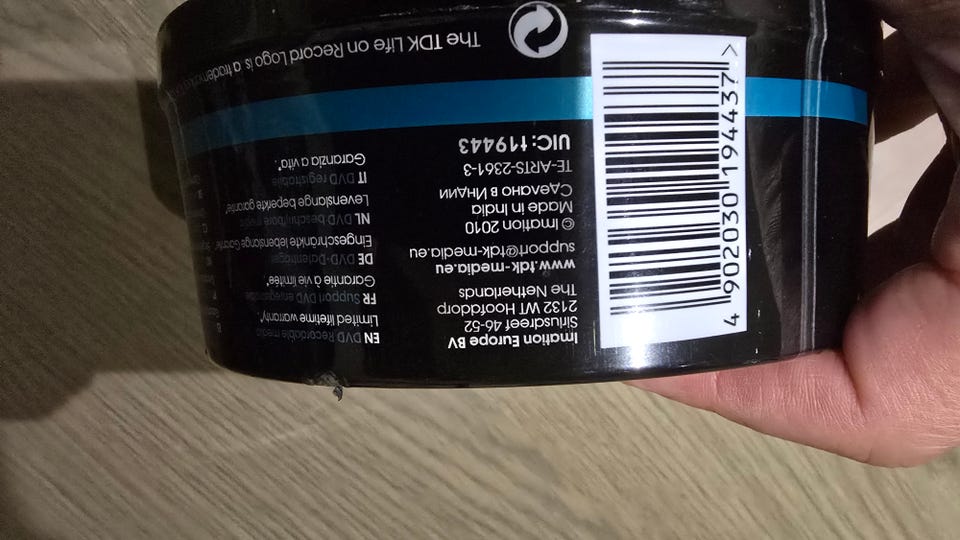 Imation Europe BV
Siriusdreef 46-52
2132 WT Hoofddorp
The Netherlands
www.tdk-media.eu
support@tdk-media.eu
© Imation 2010
Made in India
Сделано в Индии
TE-ARTS-2361-3
UIC: t19443
EN DVD Recordable media
Limited lifetime warranty*.
FR Support DVD enregistrable
Garantie à vie limitée*.
DE DVD-Datenträger
Eingeschränkte lebenslange Garantie*
NL DVD beschrijfbare media
Levenslange beperkte garantie*
IT DVD registrabile
Garanzia a vita*.
The TDK Life on Record Logo is a
4 902030 194437 >